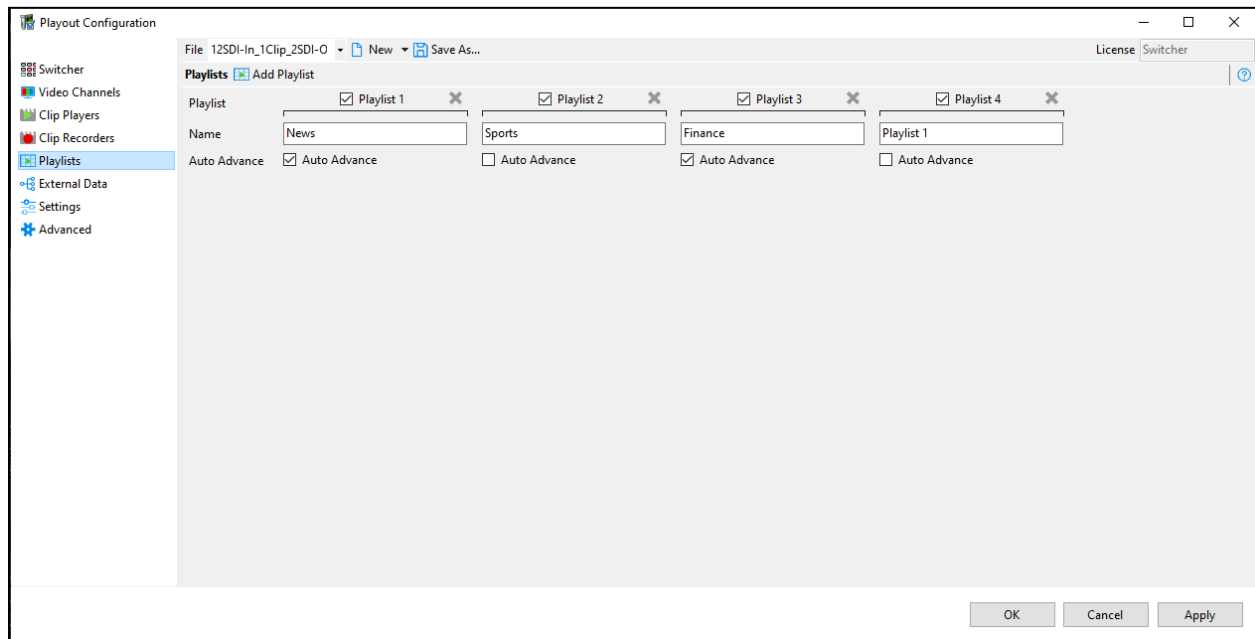 Playout Configuration
File 12SDI-In_1Clip_2SDI-O New Save As... License Switcher
Playlists Add Playlist
Switcher
Video Channels
Clip Players
Clip Recorders
Playlists
External Data
Settings
Advanced
Playlist Playlist 1 Playlist 2 Playlist 3 Playlist 4
Name News Sports Finance Playlist 1
Auto Advance Auto Advance Auto Advance Auto Advance Auto Advance
OK Cancel Apply